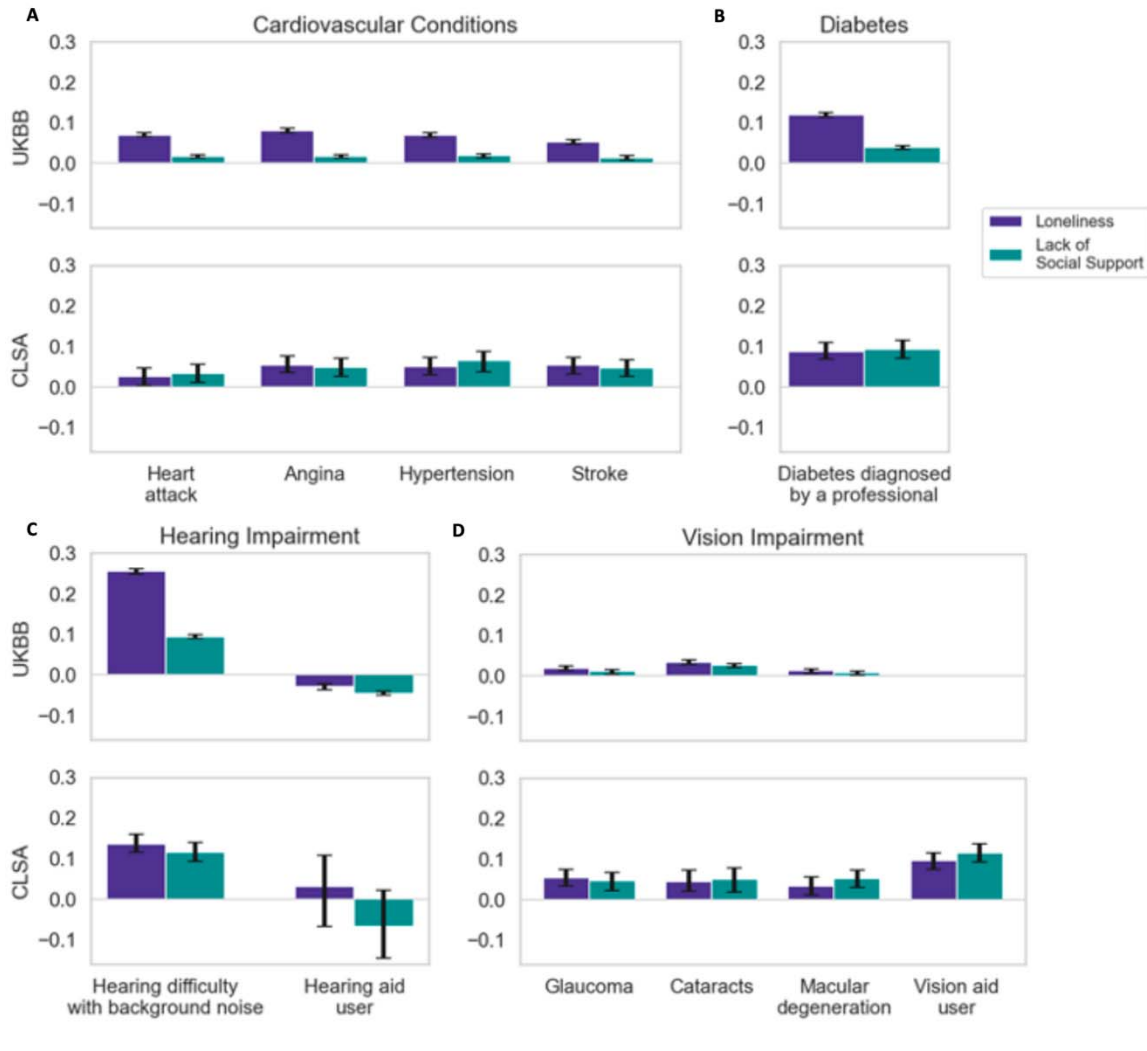 A
Cardiovascular Conditions
B
Diabetes
0.3
0.2
0.1
0.0
−0.1
UKBB
0.3
0.2
0.1
0.0
−0.1
Loneliness
Lack of
Social Support
0.3
0.2
0.1
0.0
−0.1
CLSA
0.3
0.2
0.1
0.0
−0.1
Heart
attack
Angina
Hypertension
Stroke
Diabetes diagnosed
by a professional
C
Hearing Impairment
D
Vision Impairment
0.3
0.2
0.1
0.0
−0.1
UKBB
0.3
0.2
0.1
0.0
−0.1
0.3
0.2
0.1
0.0
−0.1
CLSA
0.3
0.2
0.1
0.0
−0.1
Hearing difficulty
with background noise
Hearing aid
user
Glaucoma
Cataracts
Macular
degeneration
Vision aid
user